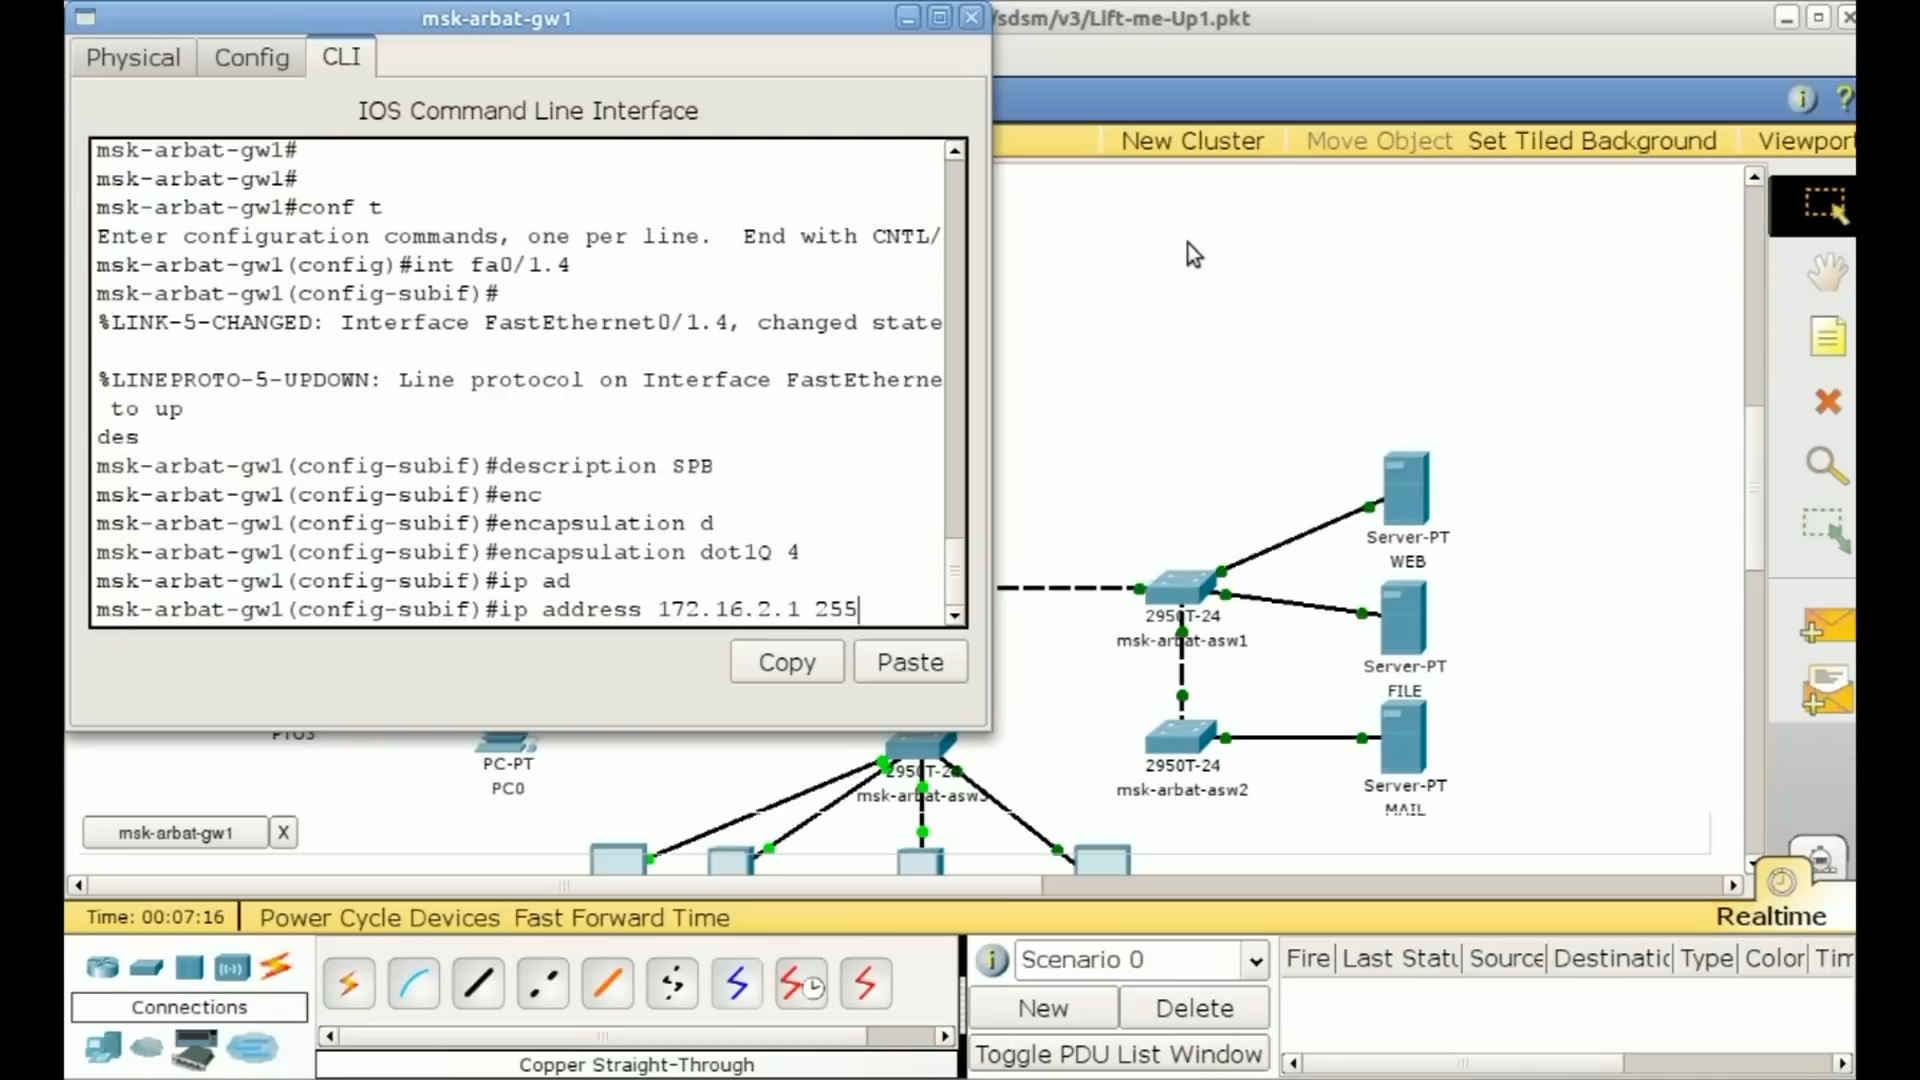 msk-arbat-gw1
/sdsm/v3/Lift-me-Up1.pkt
Physical
Config
CLI
IOS Command Line Interface
msk-arbat-gw1#
msk-arbat-gw1#
msk-arbat-gw1#conf t
Enter configuration commands, one per line.  End with CNTL/
msk-arbat-gw1(config)#int fa0/1.4
msk-arbat-gw1(config-subif)#
%LINK-5-CHANGED: Interface FastEthernet0/1.4, changed state
%LINEPROTO-5-UPDOWN: Line protocol on Interface FastEtherne
to up
des
msk-arbat-gw1(config-subif)#description SPB
msk-arbat-gw1(config-subif)#enc
msk-arbat-gw1(config-subif)#encapsulation d
msk-arbat-gw1(config-subif)#encapsulation dot1Q 4
msk-arbat-gw1(config-subif)#ip ad
msk-arbat-gw1(config-subif)#ip address 172.16.2.1 255
Copy
Paste
New Cluster
Move Object
Set Tiled Background
Viewport
Server-PT
WEB
2950T-24
msk-arbat-asw1
Server-PT
FILE
2950T-24
msk-arbat-asw2
Server-PT
MAIL
PC-PT
PC0
2950T-24
msk-arbat-asw3
msk-arbat-gw1
X
Time: 00:07:16
Power Cycle Devices
Fast Forward Time
Realtime
Connections
Copper Straight-Through
Scenario 0
New
Delete
Toggle PDU List Window
Fire
Last Statu
Source
Destinatic
Type
Color
Tim